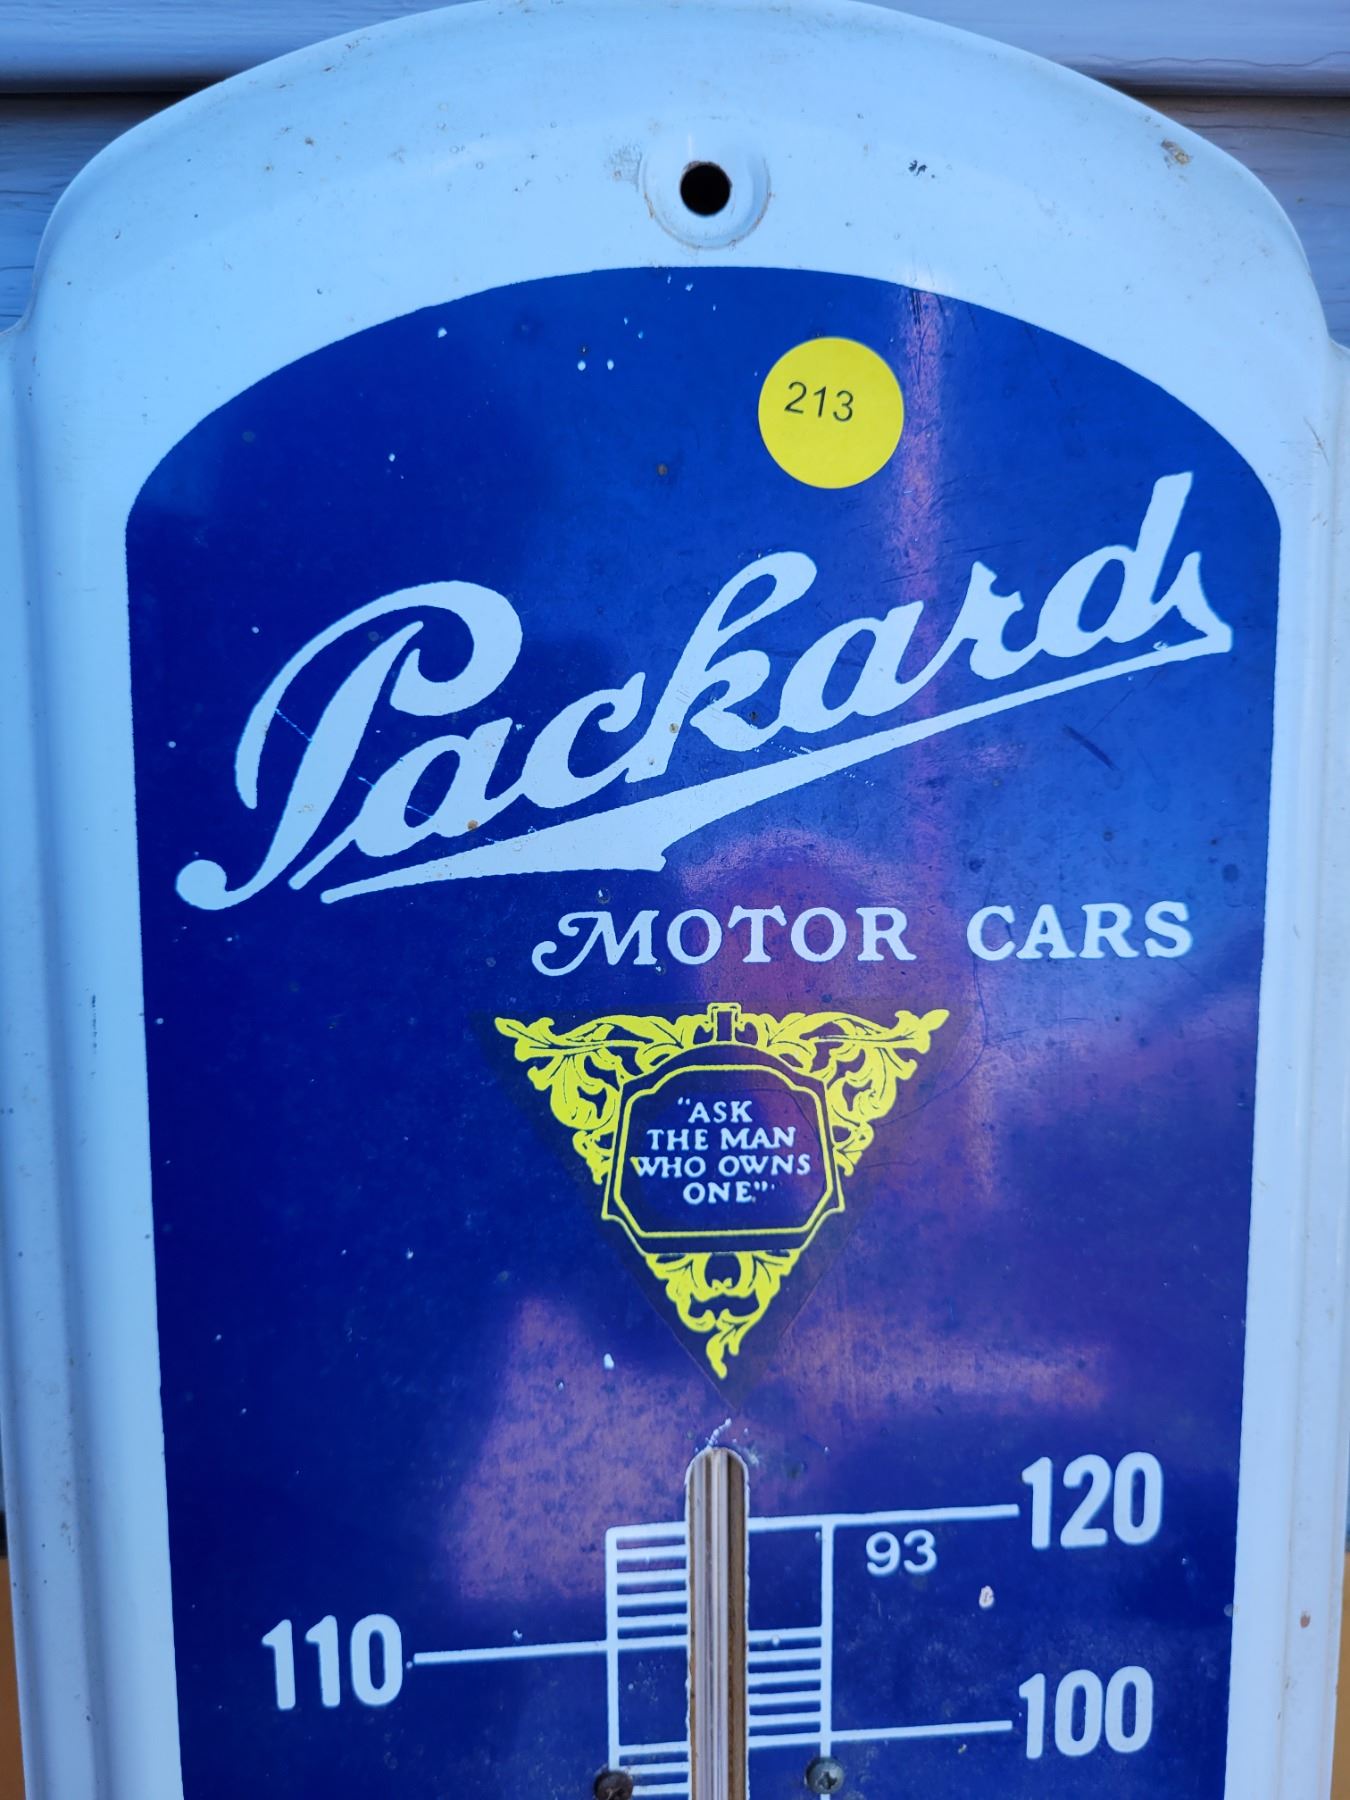 213
Packard
MOTOR CARS
"ASK
THE MAN
WHO OWNS
ONE."
120
93
110
100